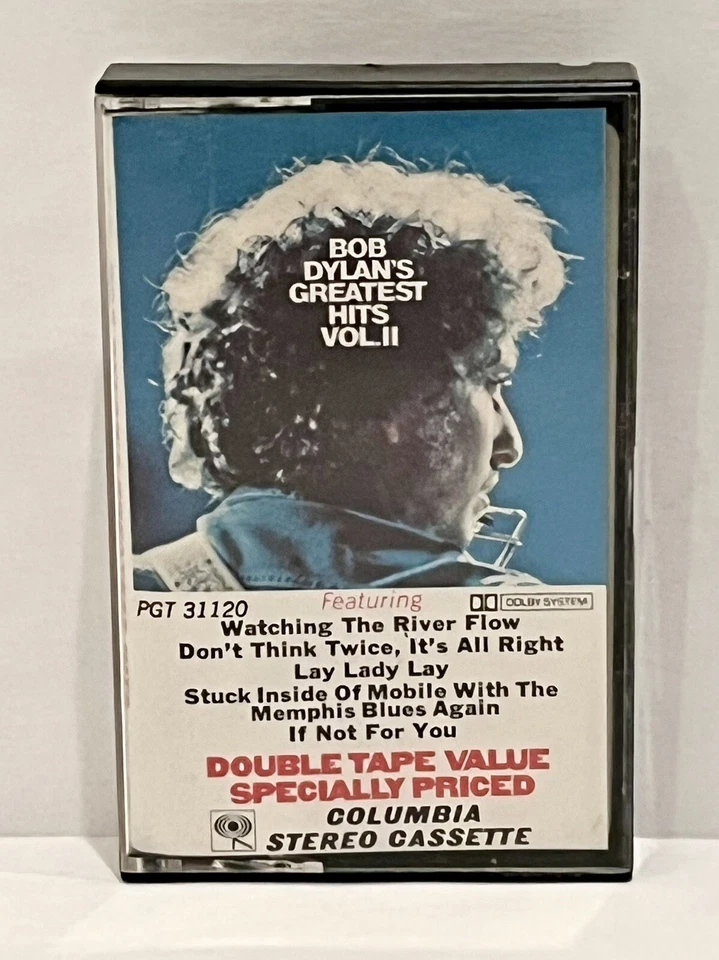 BOB
DYLAN'S
GREATEST
HITS
VOL.II
PGT 31120
Featuring
DOLBY SYSTEM
Watching The River Flow
Don't Think Twice, It's All Right
Lay Lady Lay
Stuck Inside Of Mobile With The
Memphis Blues Again
If Not For You
DOUBLE TAPE VALUE
SPECIALLY PRICED
COLUMBIA
STEREO CASSETTE